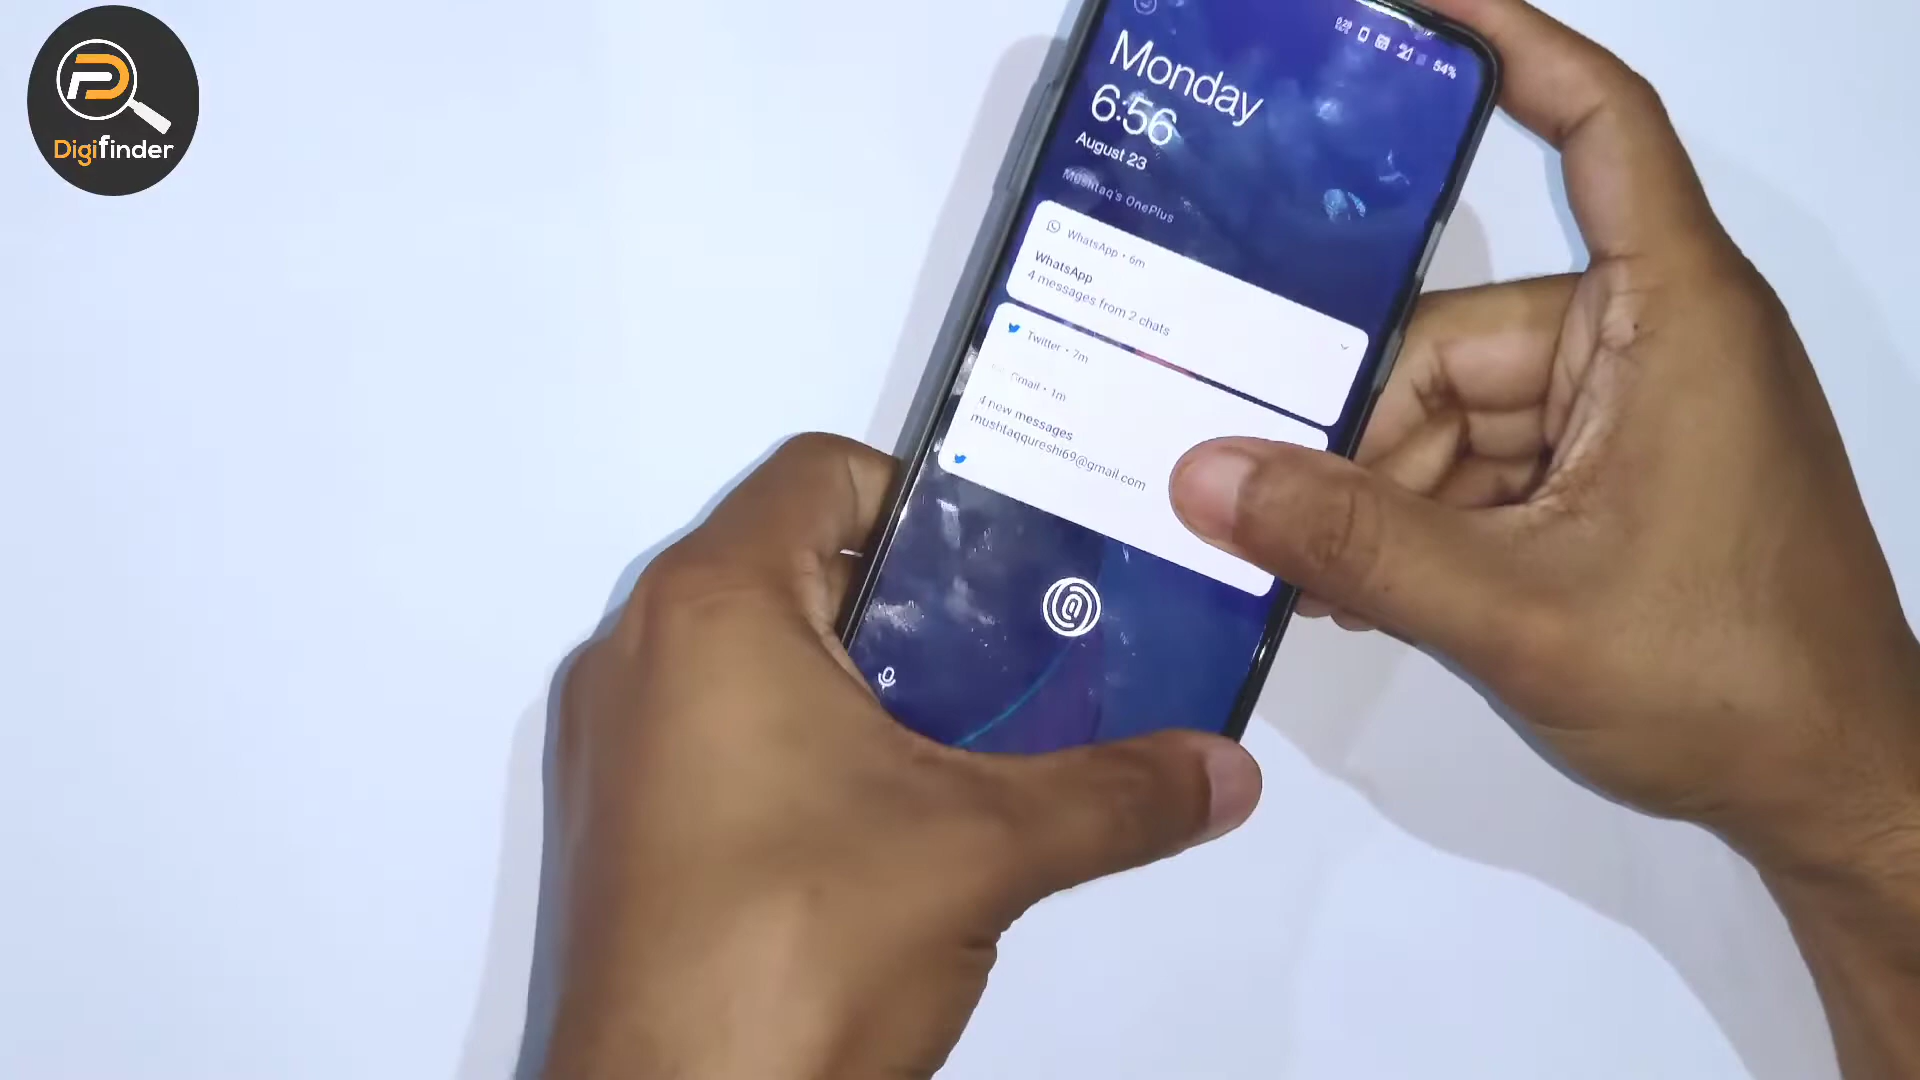 Digifinder
54%
Monday
6:56
August 23
Mushtaq's OnePlus
WhatsApp • 6m
WhatsApp
4 messages from 2 chats
Twitter • 7m
Gmail • 1m
4 new messages
mushtaqqureshi69@gmail.com